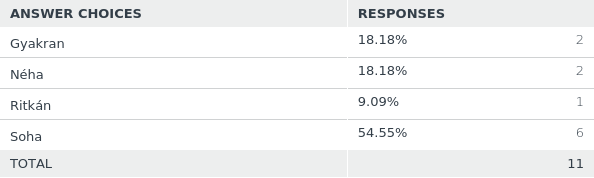 ANSWER CHOICES RESPONSES
Gyakran 18.18% 2
Néha 18.18% 2
Ritkán 9.09% 1
Soha 54.55% 6
TOTAL 11